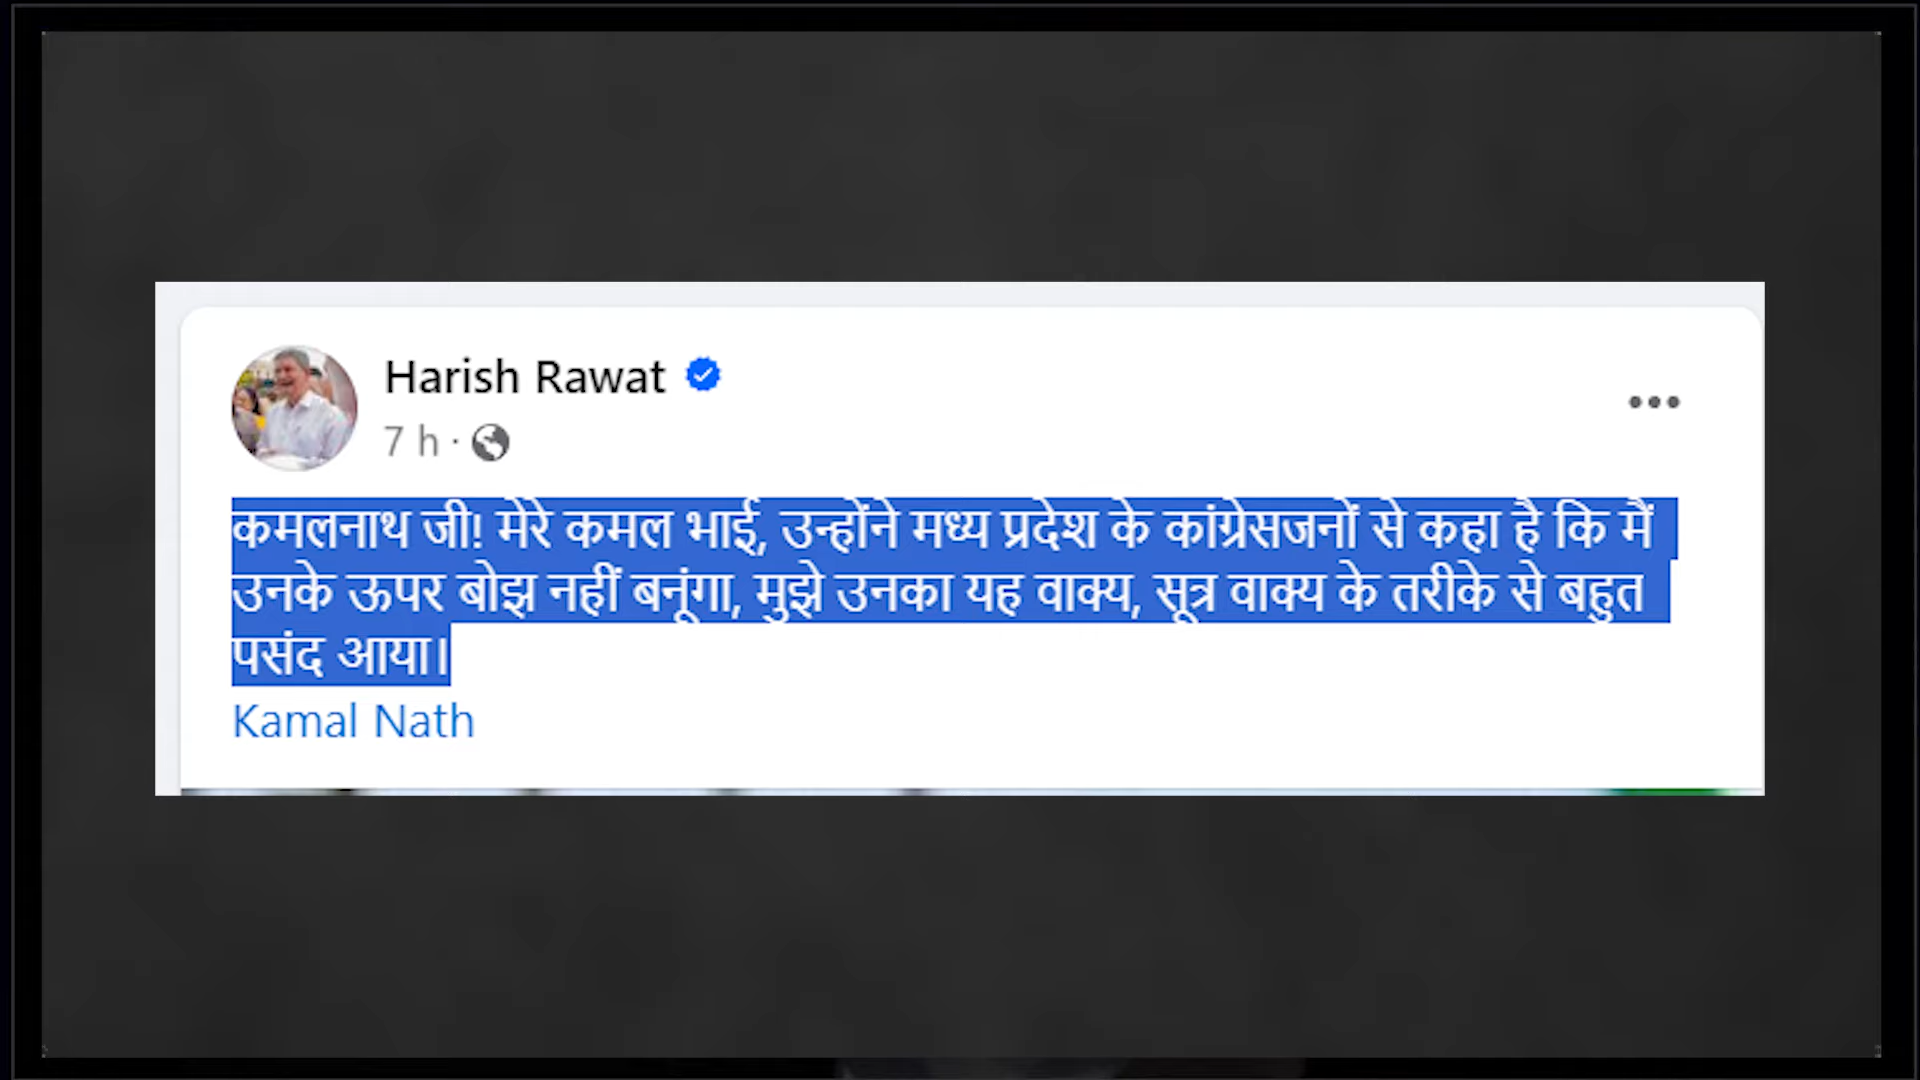 Harish Rawat
7 h ·
कमलनाथ जी! मेरे कमल भाई, उन्होंने मध्य प्रदेश के कांग्रेसजनों से कहा है कि मैं
उनके ऊपर बोझ नहीं बनूंगा, मुझे उनका यह वाक्य, सूत्र वाक्य के तरीके से बहुत
पसंद आया।
Kamal Nath